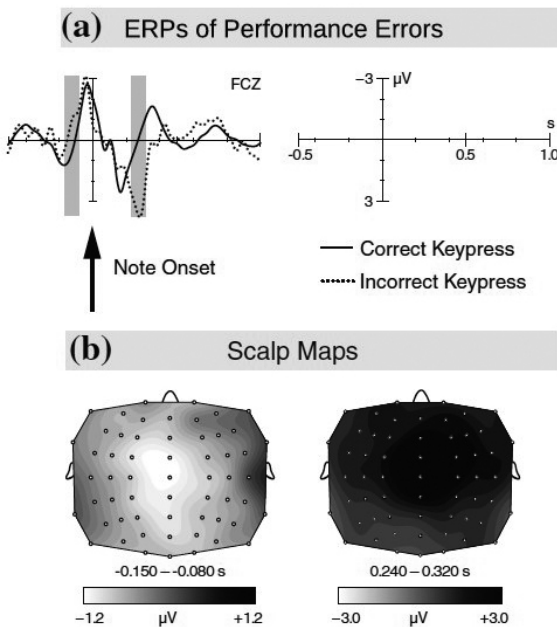 (a) ERPs of Performance Errors
FCZ
−3 µV
s
-0.5 0.5 1.0
3
Note Onset
Correct Keypress
Incorrect Keypress
(b) Scalp Maps
-0.150 – -0.080 s 0.240 – 0.320 s
−1.2 µV +1.2 −3.0 µV +3.0